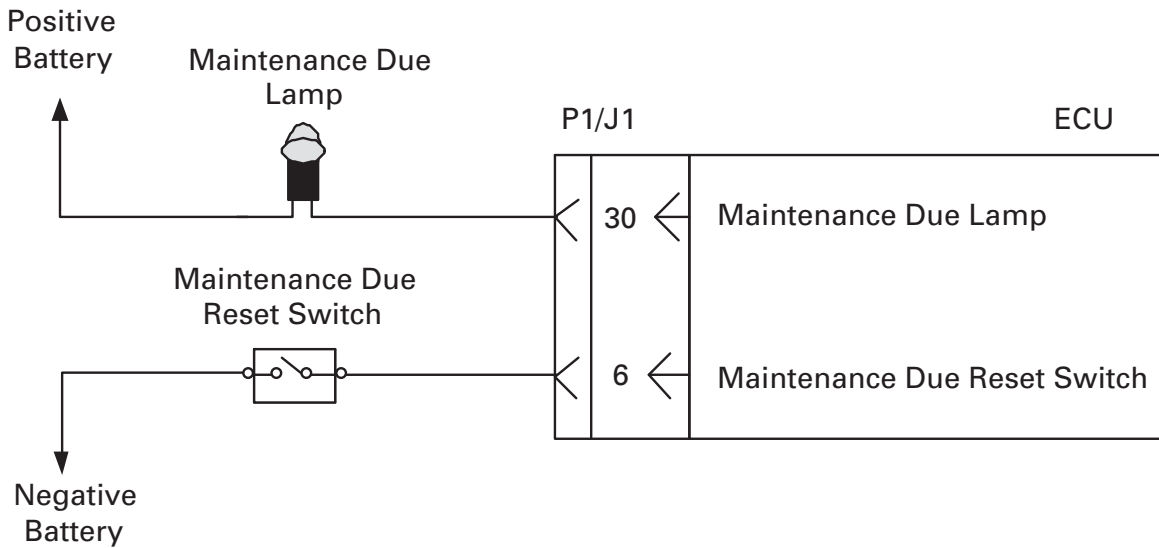 Positive
Battery
Maintenance Due
Lamp
P1/J1
ECU
30
Maintenance Due Lamp
Maintenance Due
Reset Switch
6
Maintenance Due Reset Switch
Negative
Battery